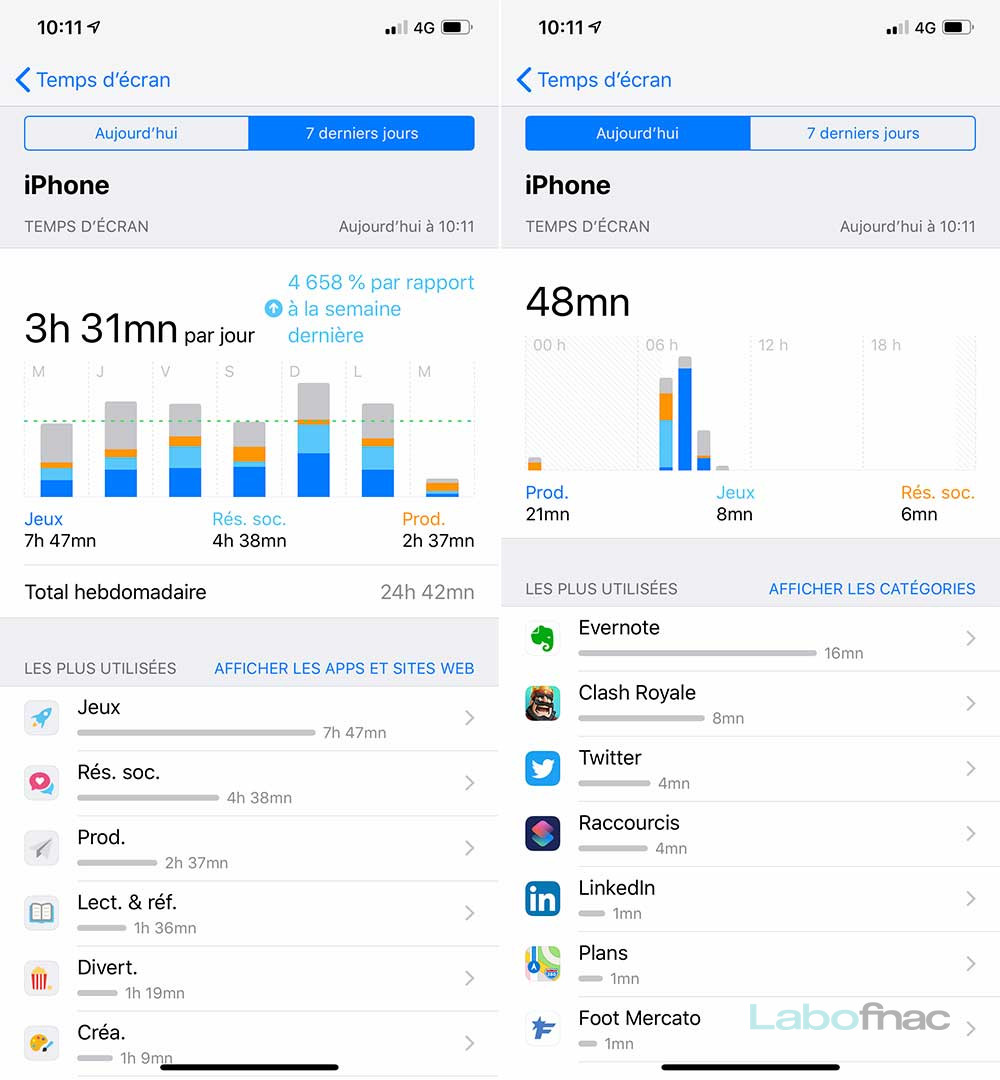 10:11
4G
Temps d'écran
Aujourd'hui
7 derniers jours
iPhone
TEMPS D'ÉCRAN
Aujourd'hui à 10:11
3h 31mn par jour
4 658 % par rapport
à la semaine
dernière
M J V S D L M
Jeux
7h 47mn
Rés. soc.
4h 38mn
Prod.
2h 37mn
Total hebdomadaire
24h 42mn
LES PLUS UTILISÉES
AFFICHER LES APPS ET SITES WEB
Jeux
7h 47mn
Rés. soc.
4h 38mn
Prod.
2h 37mn
Lect. & réf.
1h 36mn
Divert.
1h 19mn
Créa.
1h 9mn
10:11
4G
Temps d'écran
Aujourd'hui
7 derniers jours
iPhone
TEMPS D'ÉCRAN
Aujourd'hui à 10:11
48mn
00 h 06 h 12 h 18 h
Prod.
21mn
Jeux
8mn
Rés. soc.
6mn
LES PLUS UTILISÉES
AFFICHER LES CATÉGORIES
Evernote
16mn
Clash Royale
8mn
Twitter
4mn
Raccourcis
4mn
in
LinkedIn
1mn
280
Plans
1mn
Foot Mercato
1mn
Labofnac